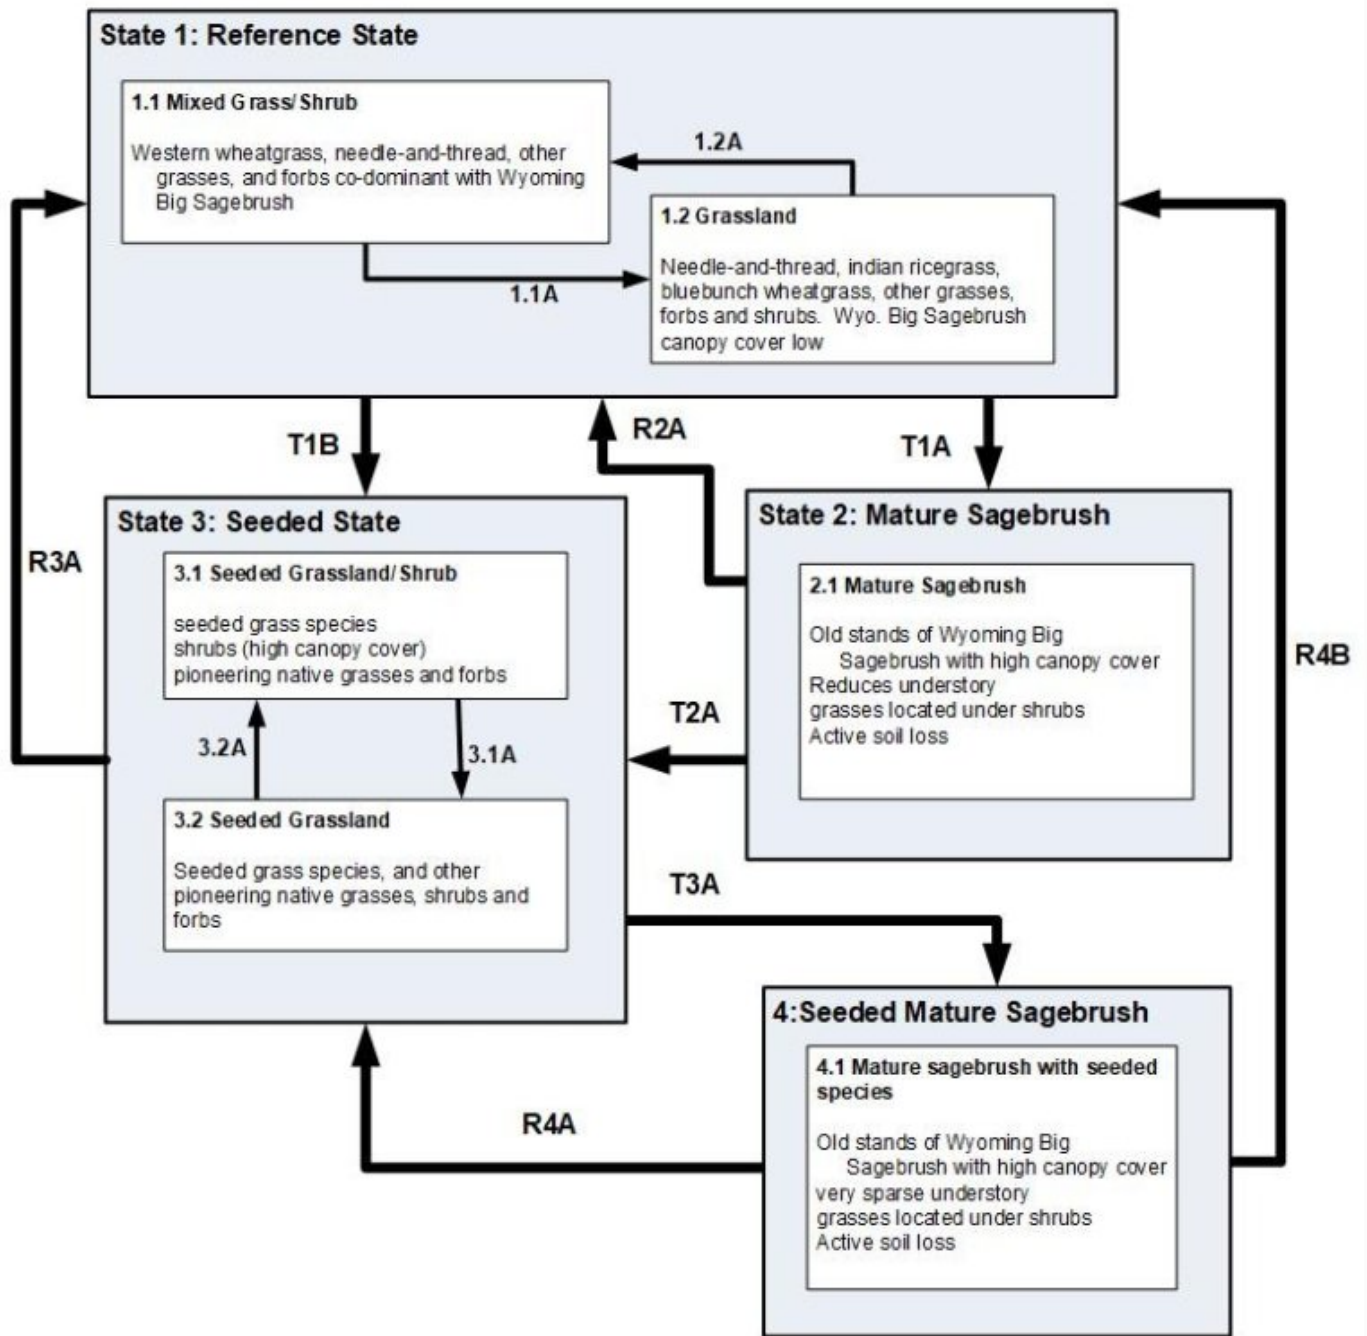 State 1: Reference State
1.1 Mixed Grass/Shrub
Western wheatgrass, needle-and-thread, other
grasses, and forbs co-dominant with Wyoming
Big Sagebrush
1.2A
1.2 Grassland
Needle-and-thread, indian ricegrass,
bluebunch wheatgrass, other grasses,
forbs and shrubs. Wyo. Big Sagebrush
canopy cover low
1.1A
T1B
R2A
T1A
R3A
State 3: Seeded State
3.1 Seeded Grassland/Shrub
seeded grass species
shrubs (high canopy cover)
pioneering native grasses and forbs
3.2A
3.1A
3.2 Seeded Grassland
Seeded grass species, and other
pioneering native grasses, shrubs and
forbs
State 2: Mature Sagebrush
2.1 Mature Sagebrush
Old stands of Wyoming Big
Sagebrush with high canopy cover
Reduces understory
grasses located under shrubs
Active soil loss
R4B
T2A
T3A
4:Seeded Mature Sagebrush
4.1 Mature sagebrush with seeded
species
Old stands of Wyoming Big
Sagebrush with high canopy cover
very sparse understory
grasses located under shrubs
Active soil loss
R4A